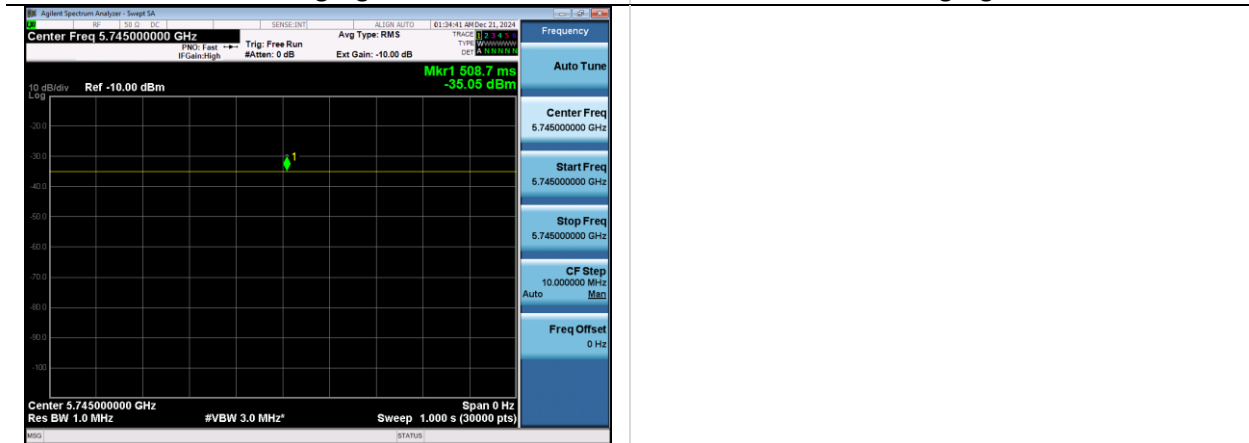 Agilent Spectrum Analyzer - Swept SA
RF 50 Ω DC SENSE:INT ALIGN AUTO 01:34:41 AM Dec 21, 2024
Center Freq 5.745000000 GHz
PNO: Fast
IFGain:High
Trig: Free Run
#Atten: 0 dB
Avg Type: RMS
Ext Gain: -10.00 dB
TRACE 1 2 3 4 5 6
TYPE WWWWWW
DET A N N N N N
Mkr1 508.7 ms
-35.05 dBm
10 dB/div
Log
Ref -10.00 dBm
1
-20.0
-30.0
-40.0
-50.0
-60.0
-70.0
-80.0
-90.0
-100
Center 5.745000000 GHz
Span 0 Hz
Res BW 1.0 MHz
#VBW 3.0 MHz*
Sweep 1.000 s (30000 pts)
MSG
STATUS
Frequency
Auto Tune
Center Freq
5.745000000 GHz
Start Freq
5.745000000 GHz
Stop Freq
5.745000000 GHz
CF Step
10.000000 MHz
Auto Man
Freq Offset
0 Hz